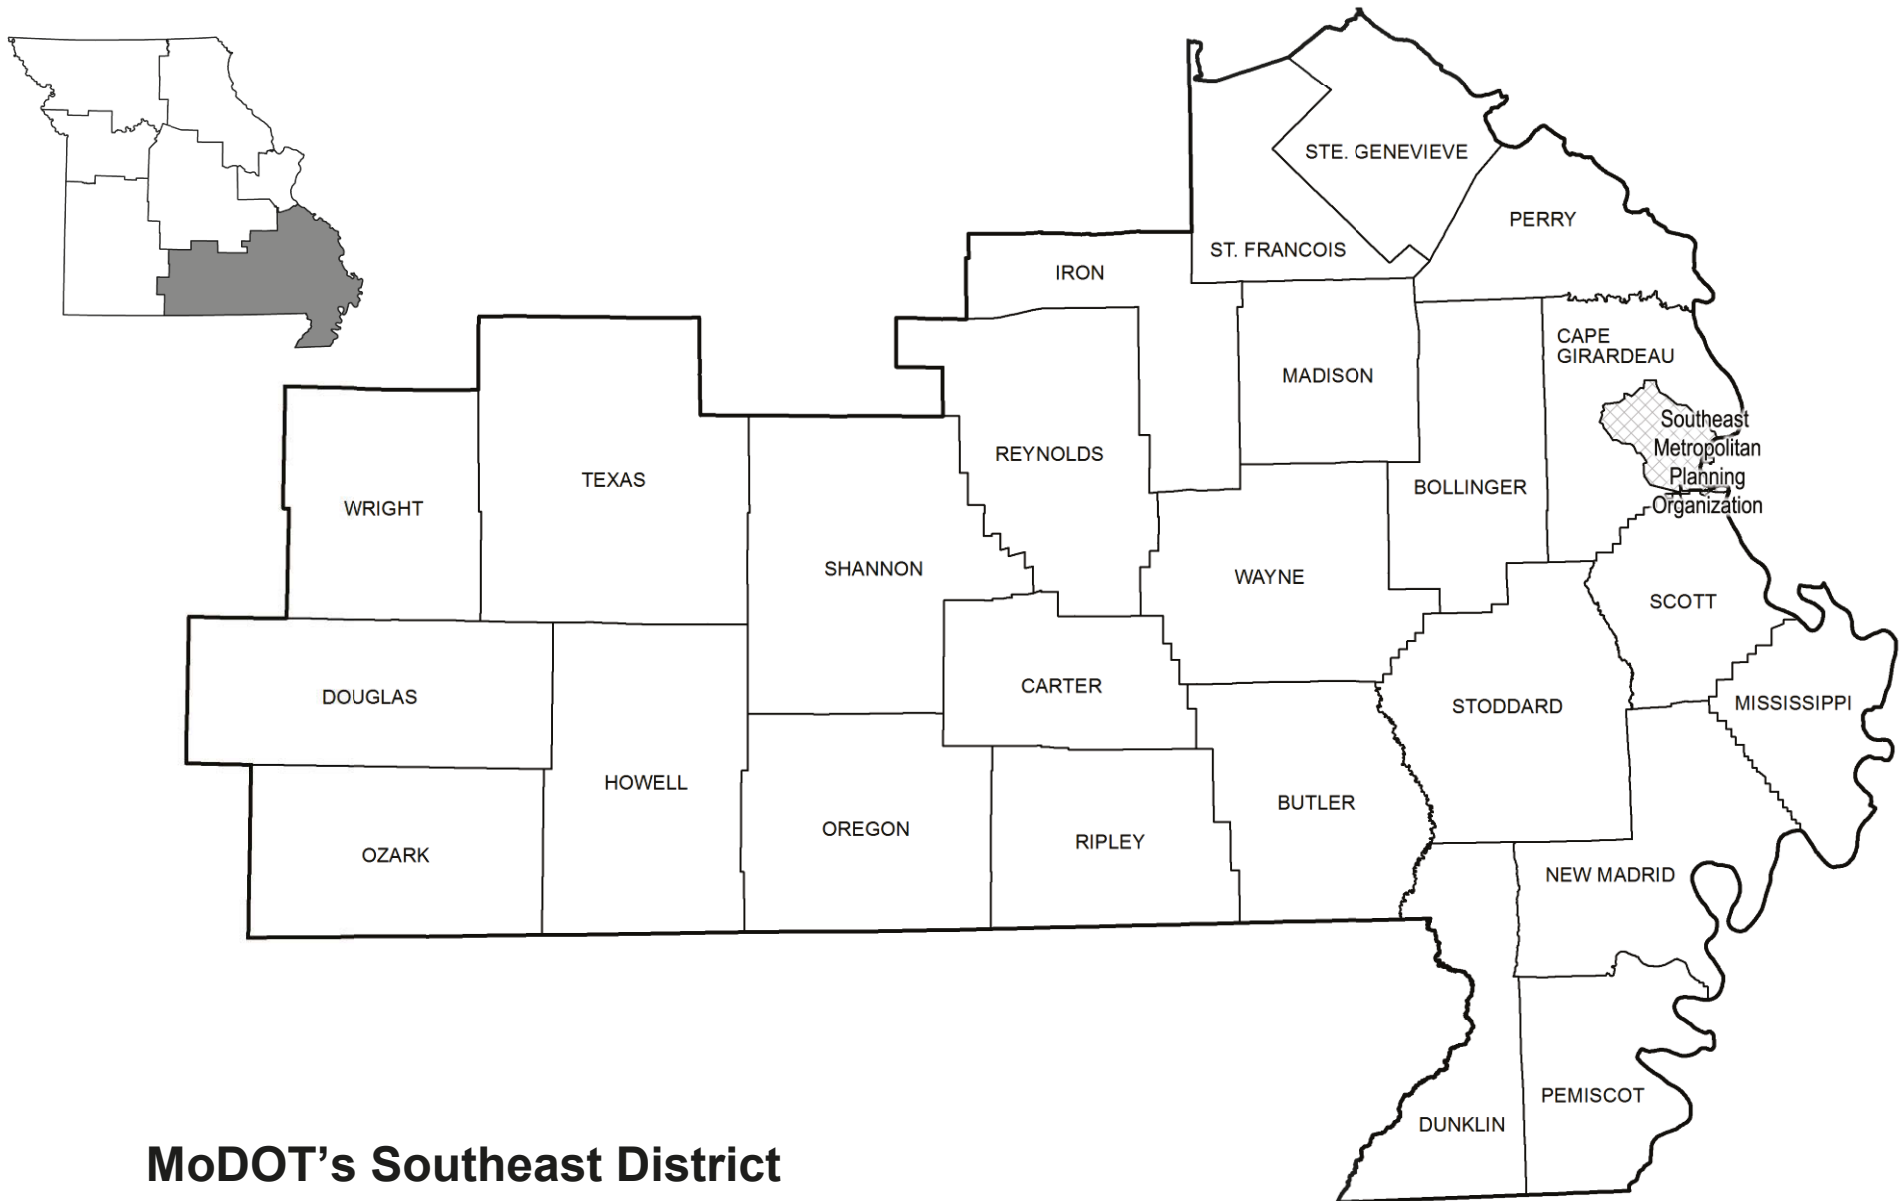 STE. GENEVIEVE
PERRY
ST. FRANCOIS
IRON
CAPE
GIRARDEAU
MADISON
Southeast
Metropolitan
Planning
Organization
REYNOLDS
TEXAS
BOLLINGER
WRIGHT
SHANNON
WAYNE
SCOTT
CARTER
DOUGLAS
STODDARD
MISSISSIPPI
HOWELL
BUTLER
OREGON
RIPLEY
OZARK
NEW MADRID
PEMISCOT
DUNKLIN
MoDOT’s Southeast District